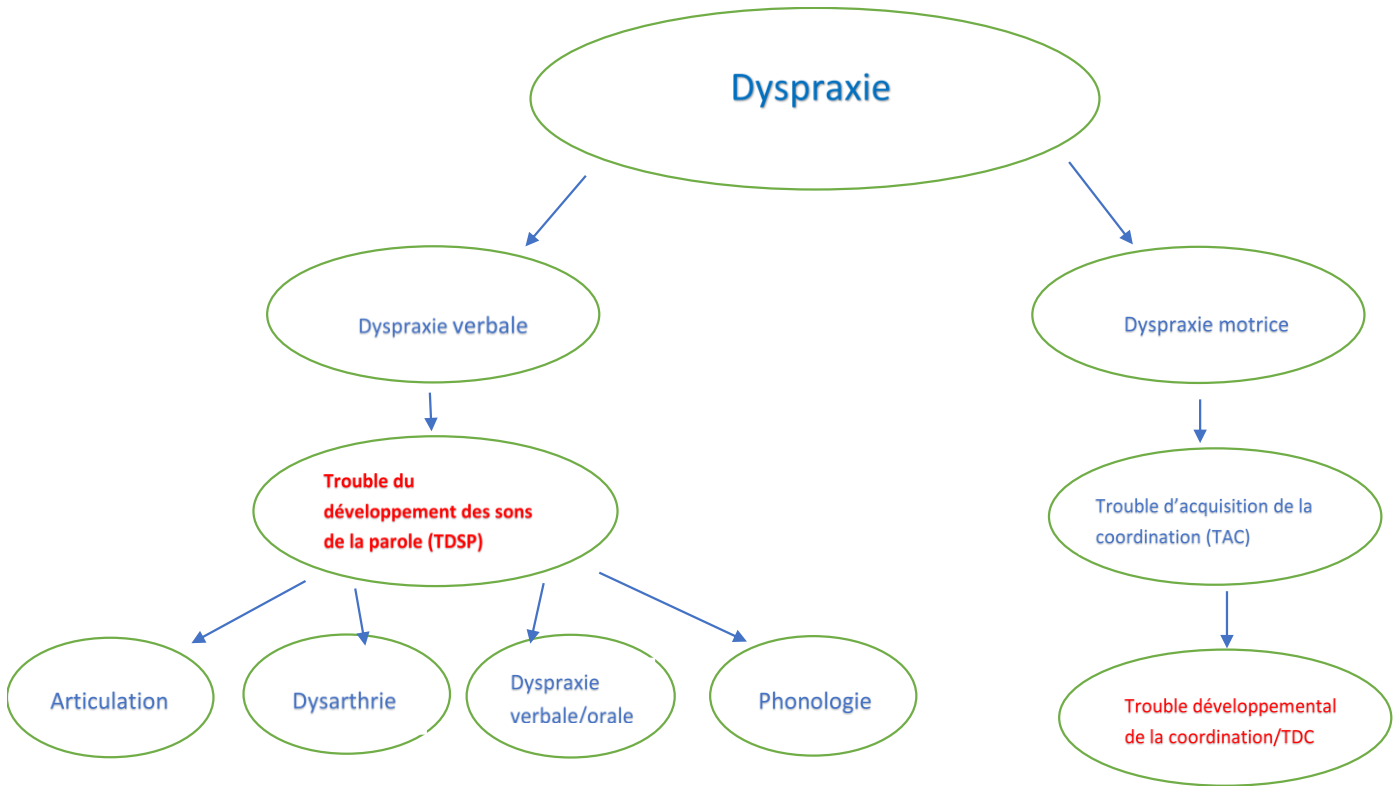 Dyspraxie
Dyspraxie verbale
Dyspraxie motrice
Trouble du
développement des sons
de la parole (TDSP)
Trouble d’acquisition de la
coordination (TAC)
Articulation
Dysarthrie
Dyspraxie
verbale/orale
Phonologie
Trouble développemental
de la coordination/TDC